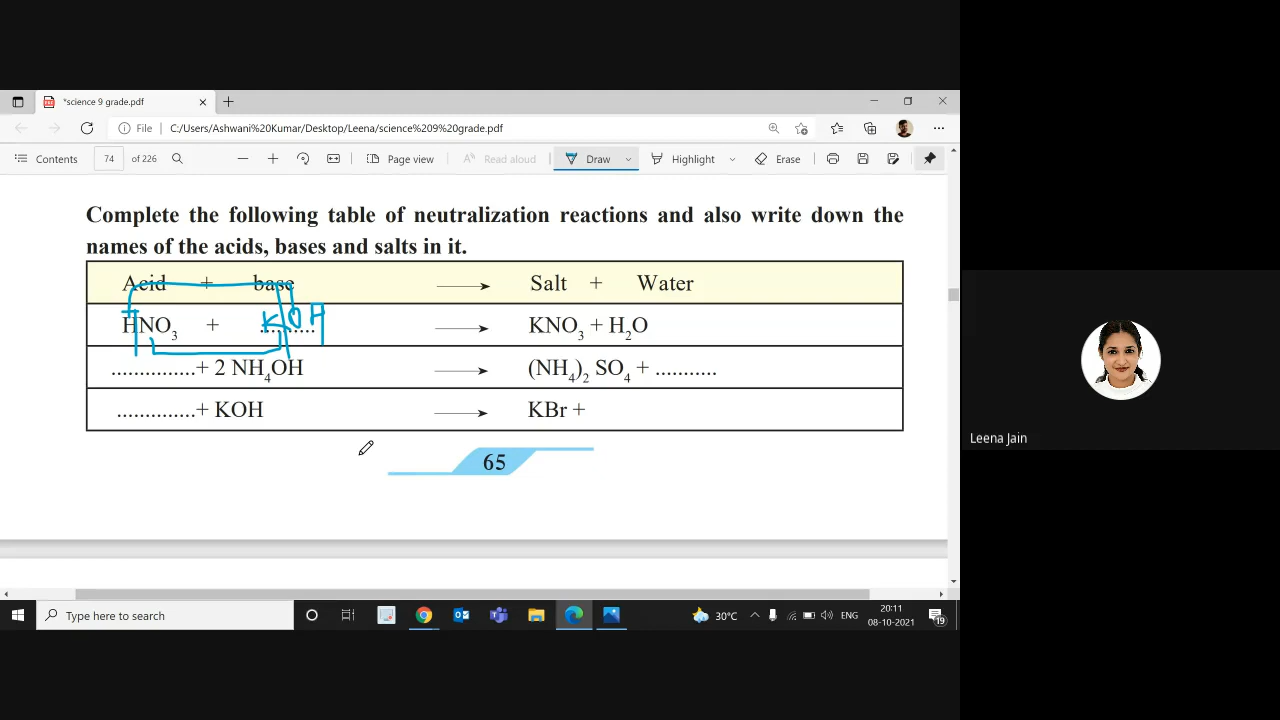 *science 9 grade.pdf
File C:/Users/Ashwani%20Kumar/Desktop/Leena/science%209%20grade.pdf
Contents 74 of 226 Page view Read aloud Draw Highlight Erase
Complete the following table of neutralization reactions and also write down the
names of the acids, bases and salts in it.
Acid + base → Salt + Water
HNO₃ + .......... KOH → KNO₃ + H₂O
...............+ 2 NH₄OH → (NH₄)₂ SO₄ + ...........
..............+ KOH → KBr +
65
Leena Jain
Type here to search 30°C ENG 20:11
08-10-2021 19